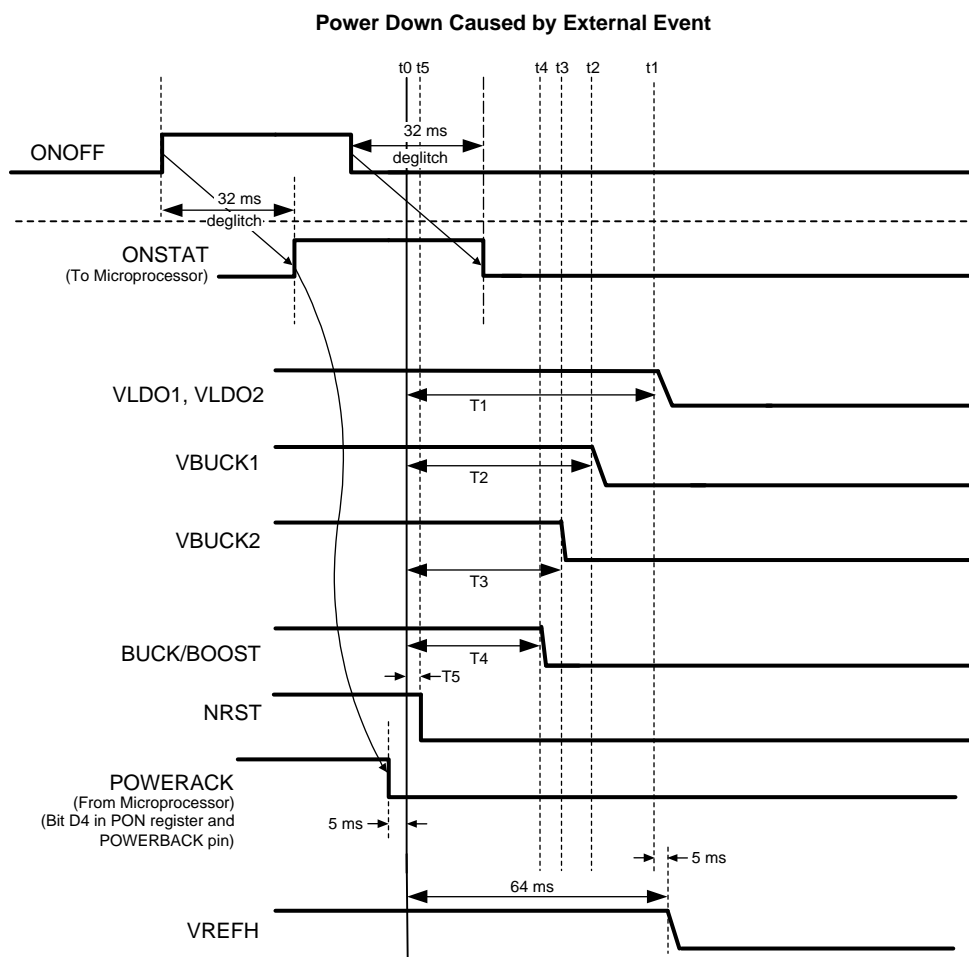 Power Down Caused by External Event
t0 t5 t4 t3 t2 t1
ONOFF
32 ms
deglitch
32 ms
deglitch
ONSTAT
(To Microprocessor)
VLDO1, VLDO2
T1
VBUCK1
T2
VBUCK2
T3
BUCK/BOOST
T4
T5
NRST
POWERACK
(From Microprocessor)
(Bit D4 in PON register and
POWERBACK pin)
5 ms
5 ms
64 ms
VREFH